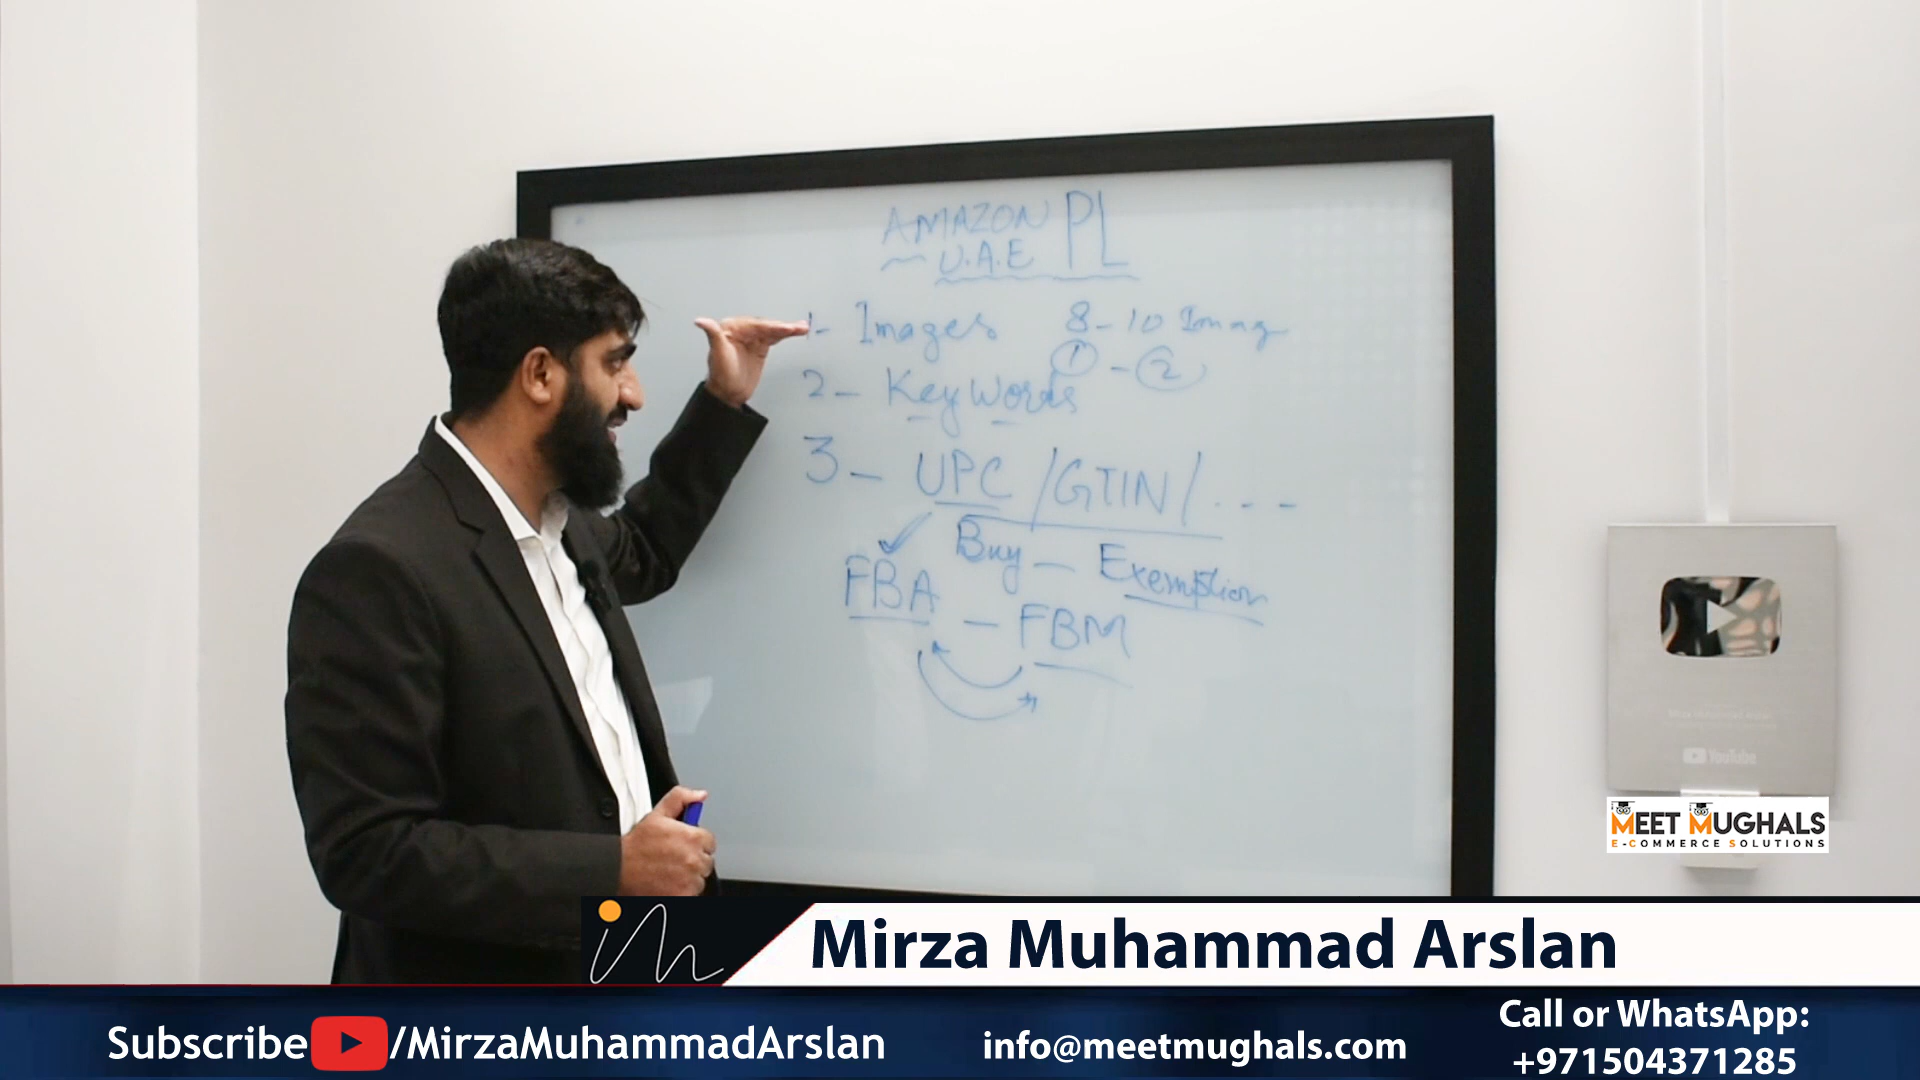 AMAZON PL
U.A.E
1- Images 8-10 Imag
① - ②
2- Keywords
3- UPC /GTIN/ ...
Buy - Exemption
FBA - FBM
YouTube
MEET MUGHALS
E-COMMERCE SOLUTIONS
Mirza Muhammad Arslan
Subscribe /MirzaMuhammadArslan
info@meetmughals.com
Call or WhatsApp:
+971504371285